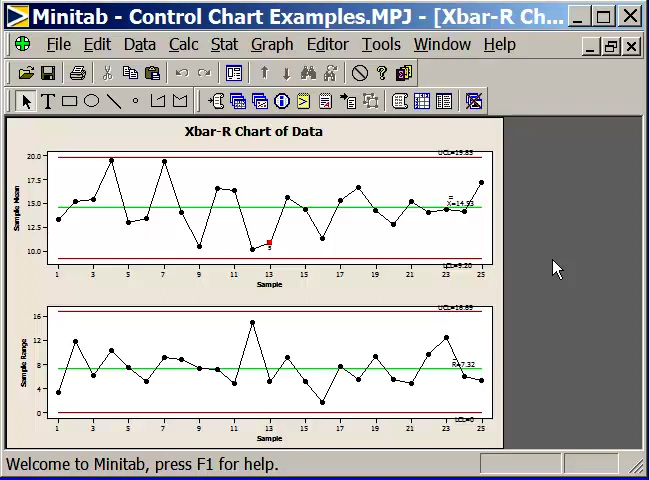 Minitab - Control Chart Examples.MPJ - [Xbar-R Ch...
File Edit Data Calc Stat Graph Editor Tools Window Help
Xbar-R Chart of Data
UCL=19.85
20.0
17.5
15.0
12.5
10.0
Sample Mean
X=14.53
LCL=9.20
5
1 3 5 7 9 11 13 15 17 19 21 23 25
Sample
16
12
8
4
0
Sample Range
R=7.32
LCL=0
1 3 5 7 9 11 13 15 17 19 21 23 25
Sample
Welcome to Minitab, press F1 for help.